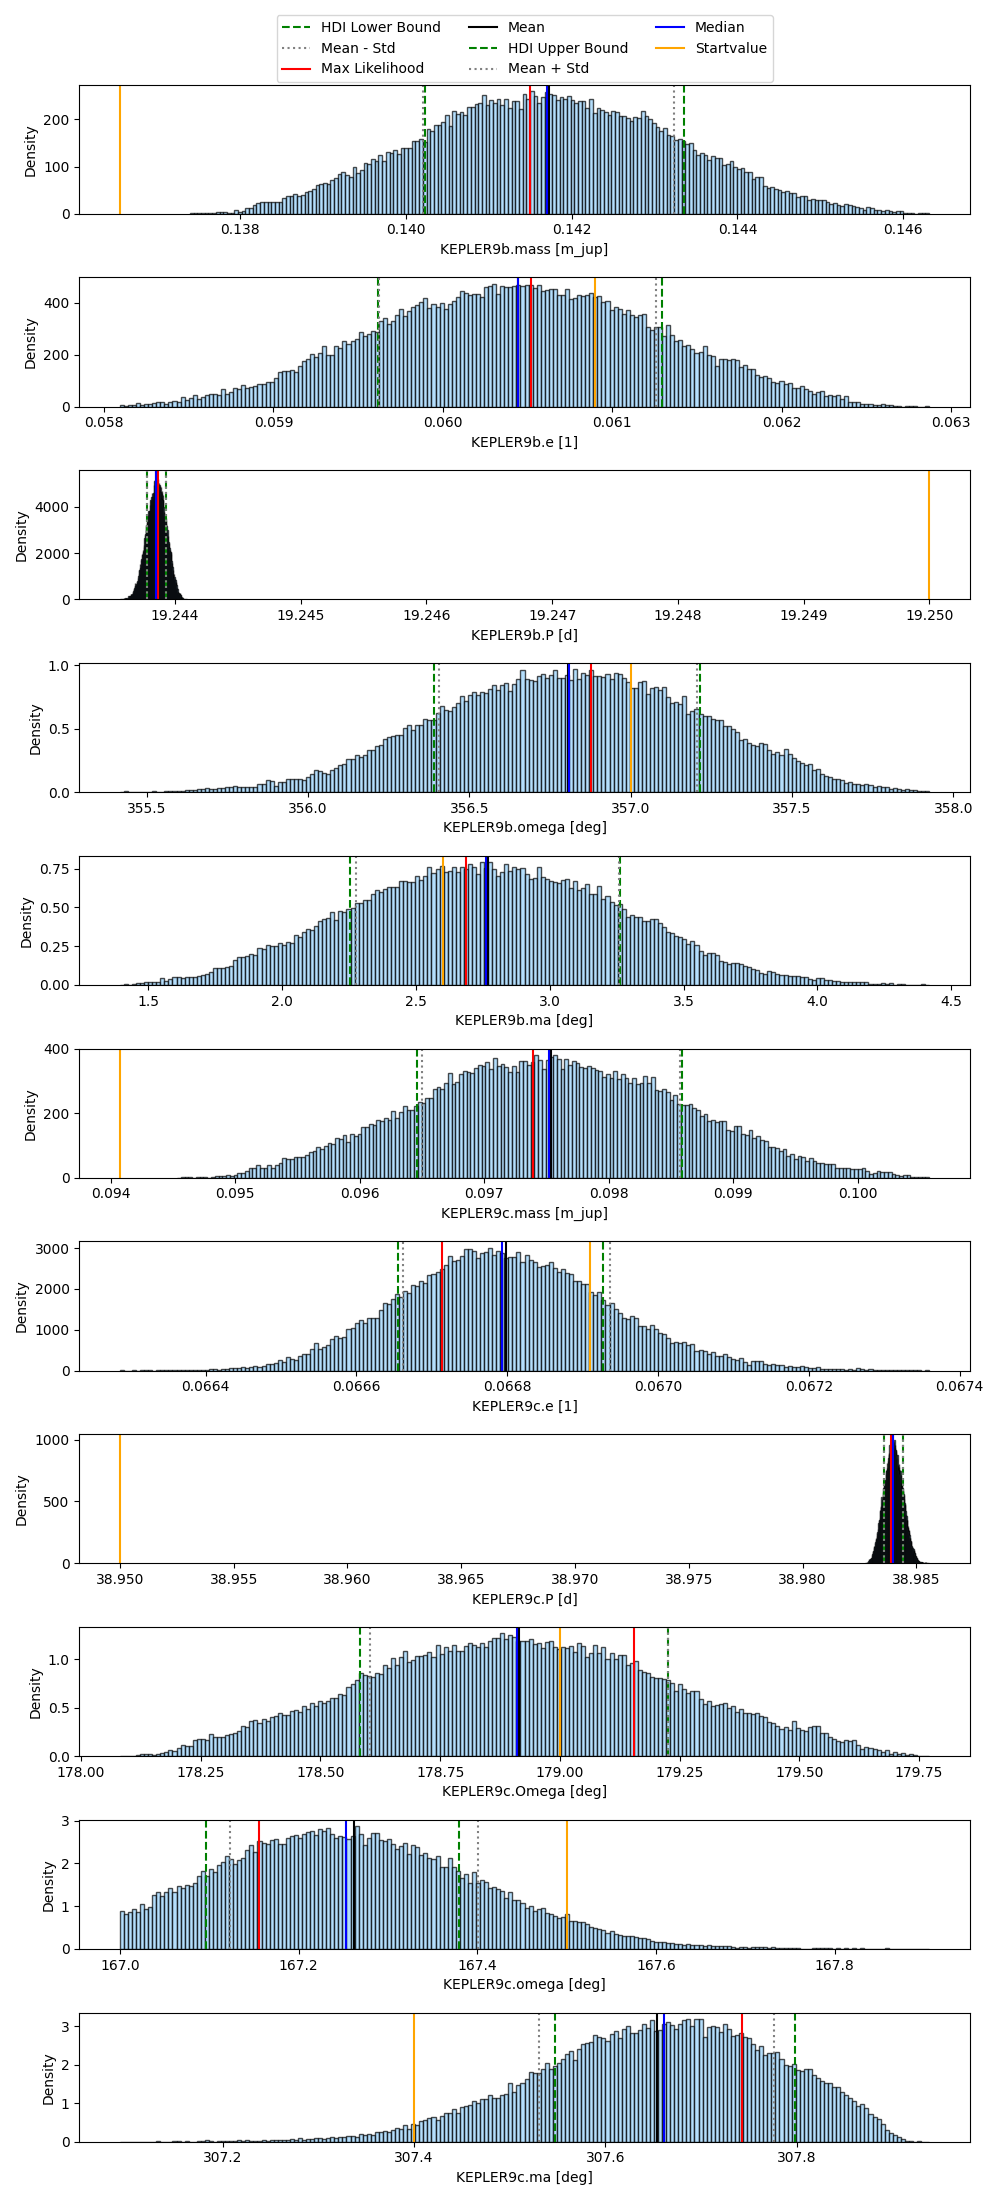 HDI Lower Bound Mean Median
Mean - Std HDI Upper Bound Startvalue
Max Likelihood Mean + Std
Density
200
100
0
0.138 0.140 0.142 0.144 0.146
KEPLER9b.mass [m_jup]
Density
400
200
0
0.058 0.059 0.060 0.061 0.062 0.063
KEPLER9b.e [1]
Density
4000
2000
0
19.244 19.245 19.246 19.247 19.248 19.249 19.250
KEPLER9b.P [d]
Density
1.0
0.5
0.0
355.5 356.0 356.5 357.0 357.5 358.0
KEPLER9b.omega [deg]
Density
0.75
0.50
0.25
0.00
1.5 2.0 2.5 3.0 3.5 4.0 4.5
KEPLER9b.ma [deg]
Density
400
200
0
0.094 0.095 0.096 0.097 0.098 0.099 0.100
KEPLER9c.mass [m_jup]
Density
3000
2000
1000
0
0.0664 0.0666 0.0668 0.0670 0.0672 0.0674
KEPLER9c.e [1]
Density
1000
500
0
38.950 38.955 38.960 38.965 38.970 38.975 38.980 38.985
KEPLER9c.P [d]
Density
1.0
0.5
0.0
178.00 178.25 178.50 178.75 179.00 179.25 179.50 179.75
KEPLER9c.Omega [deg]
Density
3
2
1
0
167.0 167.2 167.4 167.6 167.8
KEPLER9c.omega [deg]
Density
3
2
1
0
307.2 307.4 307.6 307.8
KEPLER9c.ma [deg]